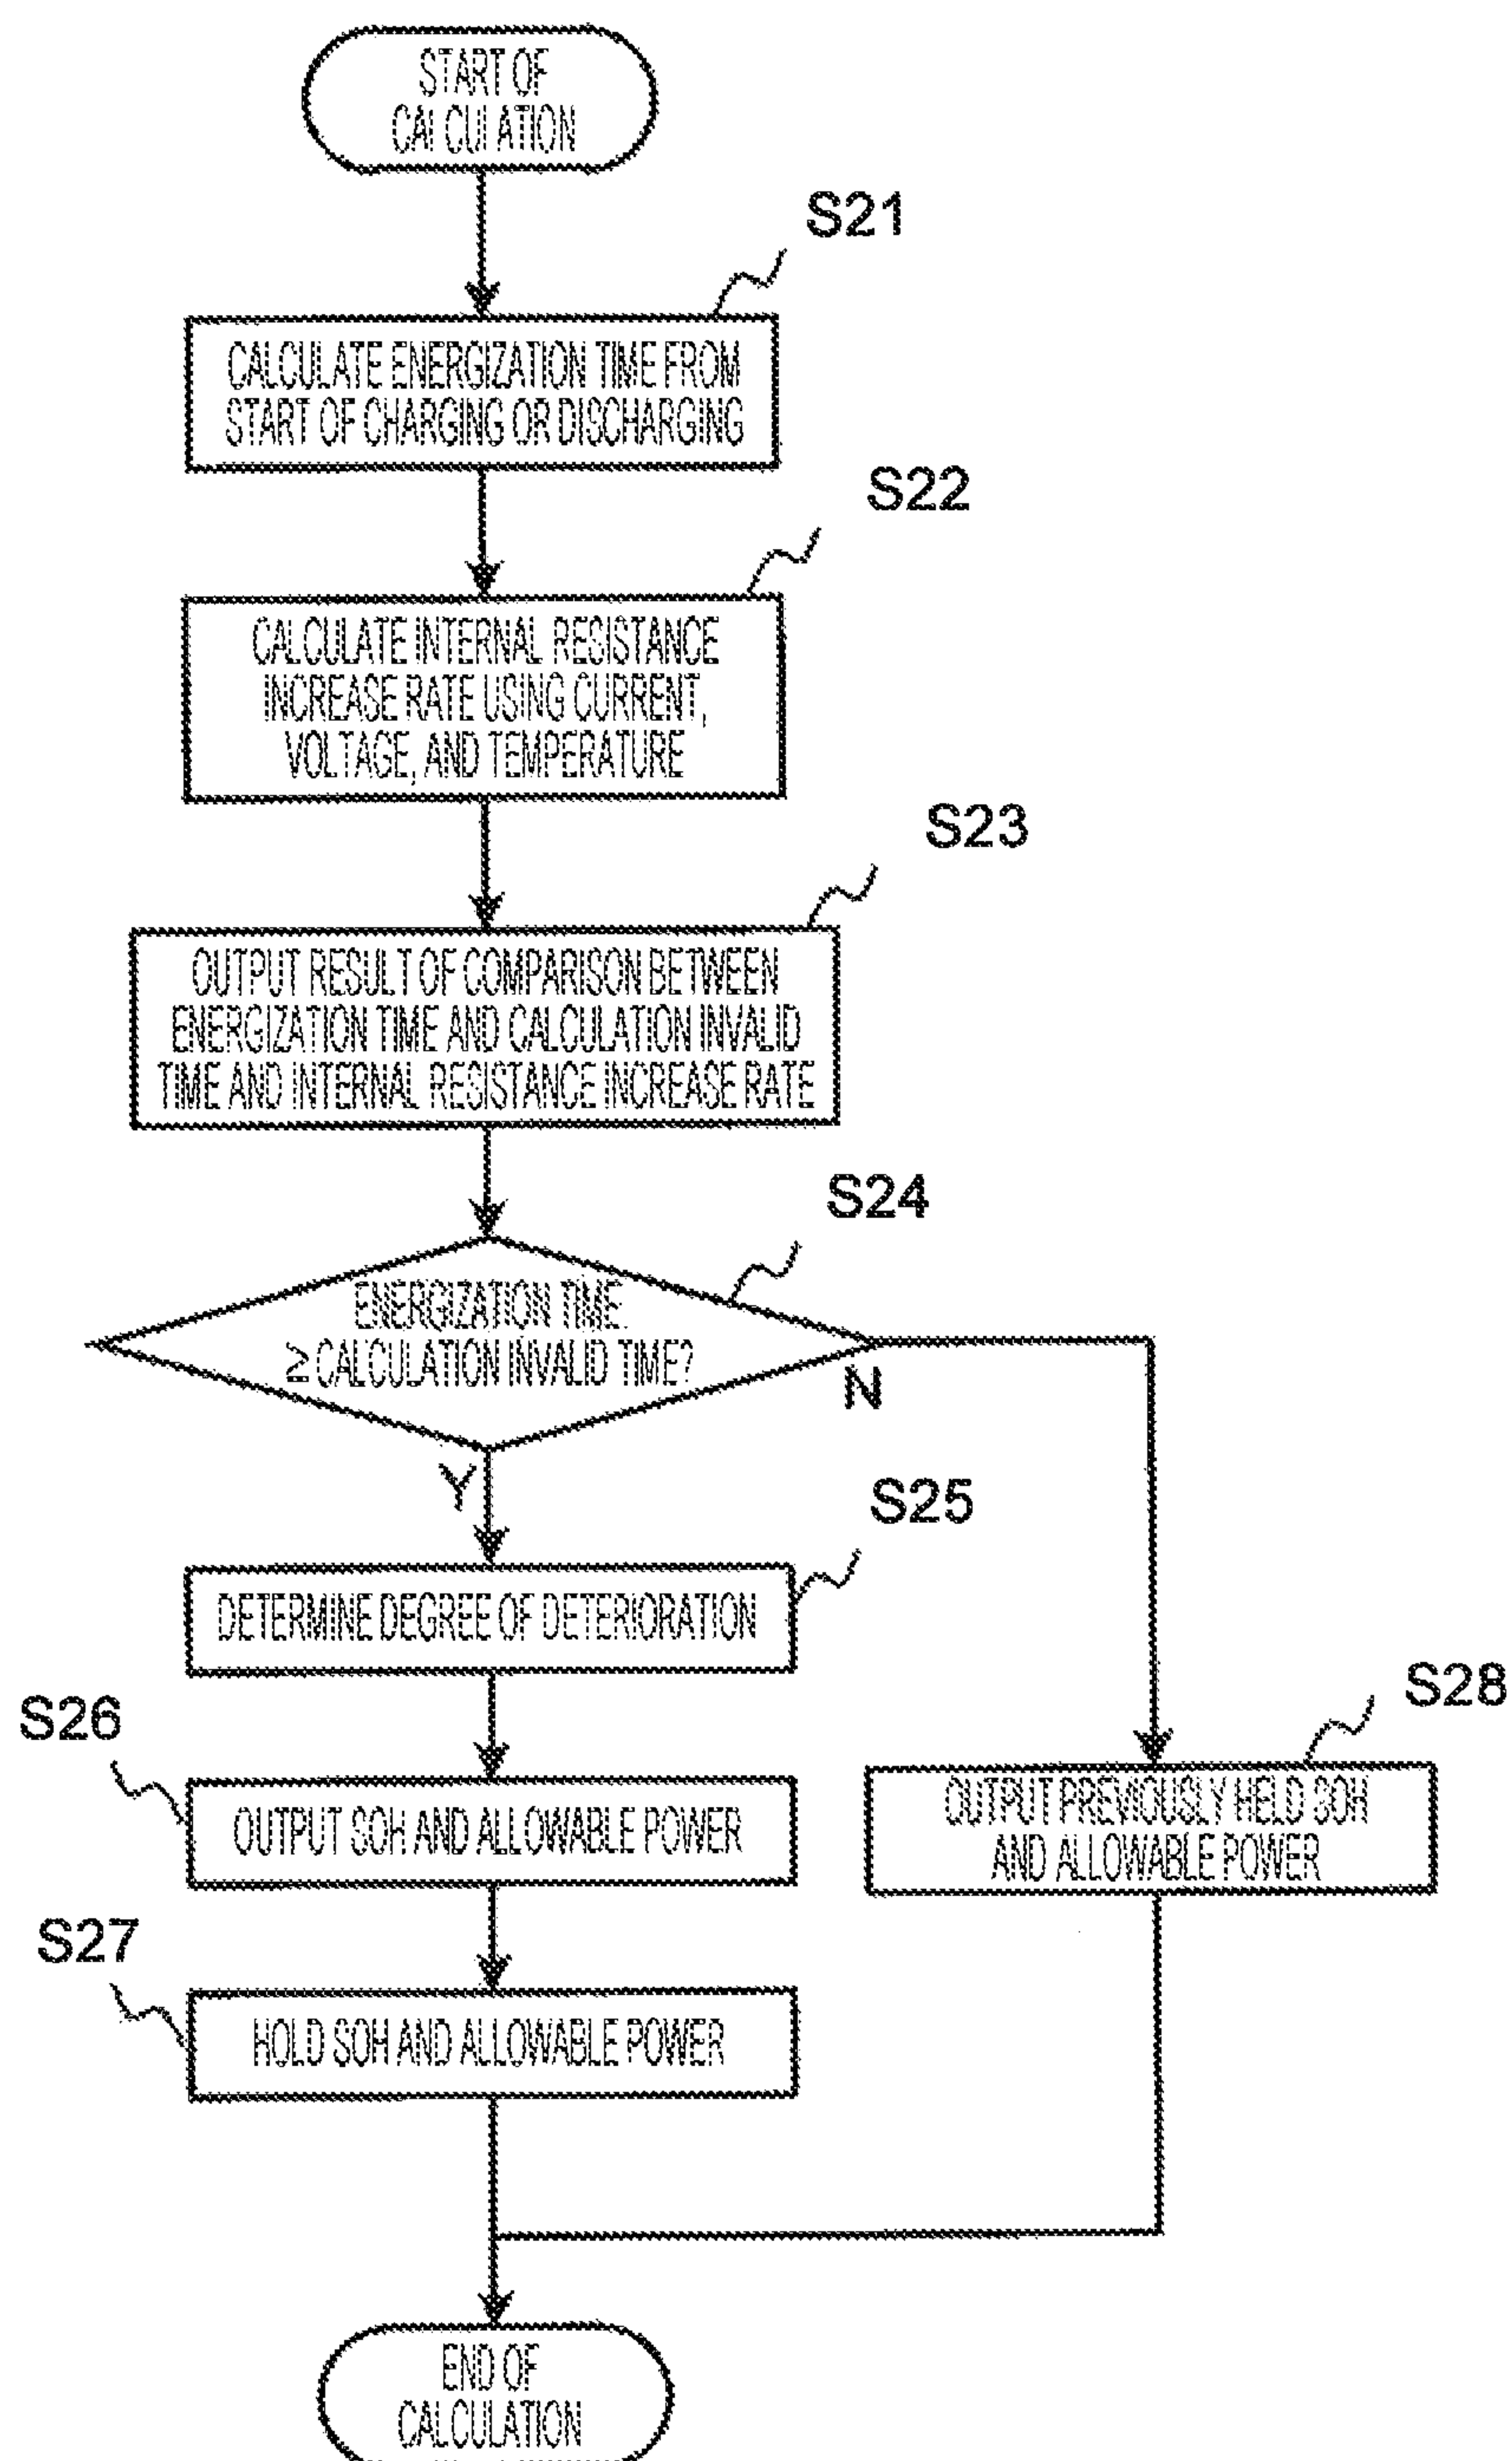 START OF
CALCULATION
S21
CALCULATE ENERGIZATION TIME FROM
START OF CHARGING OR DISCHARGING
S22
CALCULATE INTERNAL RESISTANCE
INCREASE RATE USING CURRENT,
VOLTAGE, AND TEMPERATURE
S23
OUTPUT RESULT OF COMPARISON BETWEEN
ENERGIZATION TIME AND CALCULATION INVALID
TIME AND INTERNAL RESISTANCE INCREASE RATE
S24
ENERGIZATION TIME
≥ CALCULATION INVALID TIME?
N
Y
S25
DETERMINE DEGREE OF DETERIORATION
S26
OUTPUT SOH AND ALLOWABLE POWER
S28
OUTPUT PREVIOUSLY HELD SOH
AND ALLOWABLE POWER
S27
HOLD SOH AND ALLOWABLE POWER
END OF
CALCULATION